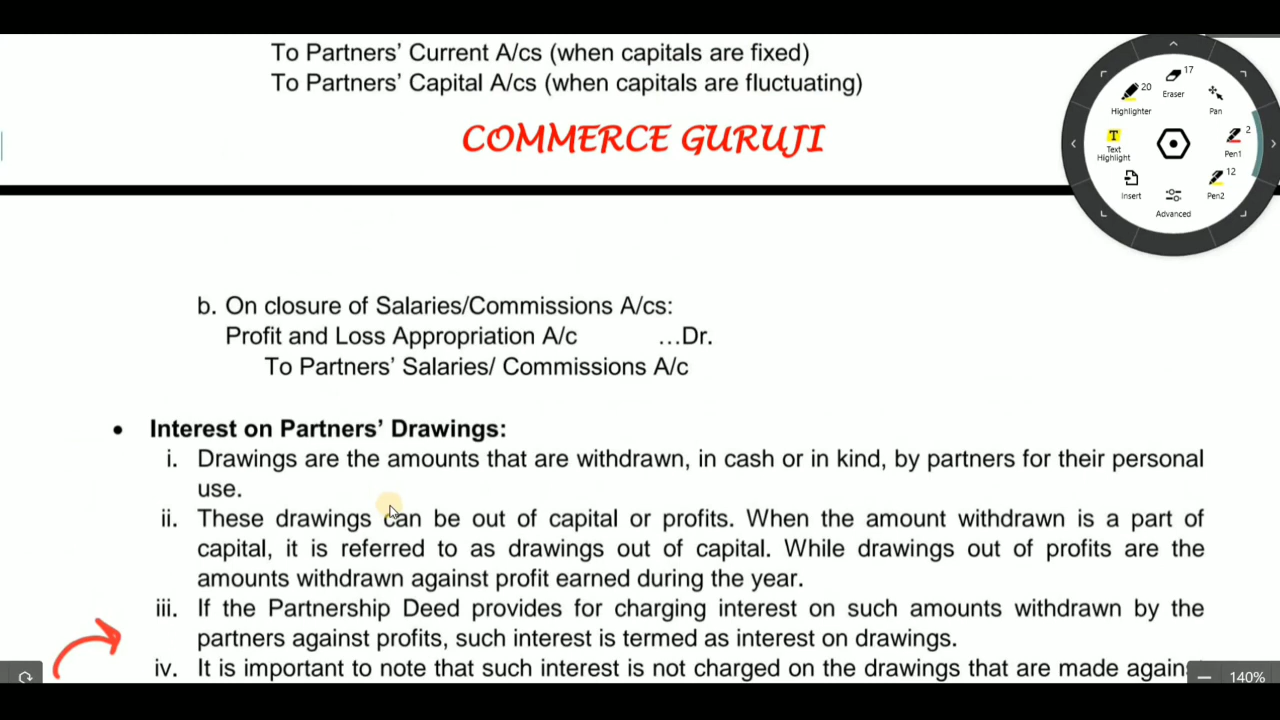 To Partners’ Current A/cs (when capitals are fixed)
To Partners’ Capital A/cs (when capitals are fluctuating)
COMMERCE GURUJI
20
Highlighter
17
Eraser
Pan
T
Text
Highlight
2
Pen1
Insert
12
Pen2
Advanced
b. On closure of Salaries/Commissions A/cs:
Profit and Loss Appropriation A/c …Dr.
To Partners’ Salaries/ Commissions A/c
• Interest on Partners’ Drawings:
i. Drawings are the amounts that are withdrawn, in cash or in kind, by partners for their personal
use.
ii. These drawings can be out of capital or profits. When the amount withdrawn is a part of
capital, it is referred to as drawings out of capital. While drawings out of profits are the
amounts withdrawn against profit earned during the year.
iii. If the Partnership Deed provides for charging interest on such amounts withdrawn by the
partners against profits, such interest is termed as interest on drawings.
iv. It is important to note that such interest is not charged on the drawings that are made agains
140%